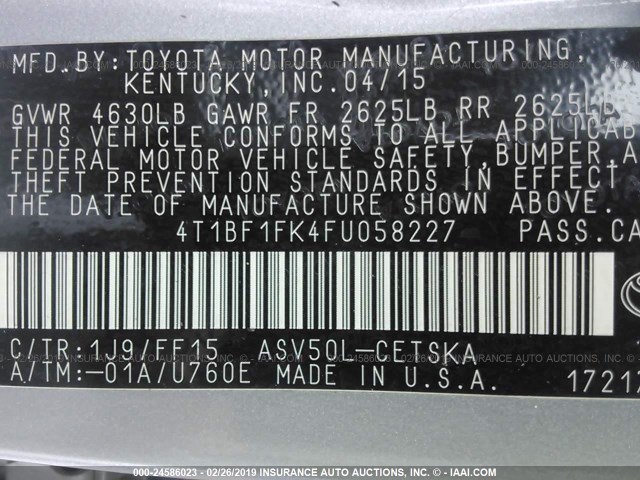 MFD.BY:TOYOTA MOTOR MANUFACTURING,
KENTUCKY,INC.04/15
GVWR 4630LB GAWR FR 2625LB RR 2625LB
THIS VEHICLE CONFORMS TO ALL
FEDERAL MOTOR VEHICLE SAFETY,BUMPER,
THEFT PREVENTION STANDARDS IN EFFECT
THE DATE OF MANUFACTURE SHOWN ABOVE.
4T1BF1FK4FU058227 PASS.
C/TR:1J9/FF15 ASV50L-CETSKA
A/TM:-01A/U760E MADE IN U.S.A.
000-24586023 - 02/26/2019 INSURANCE AUTO AUCTIONS, INC. - © IAAI.COM